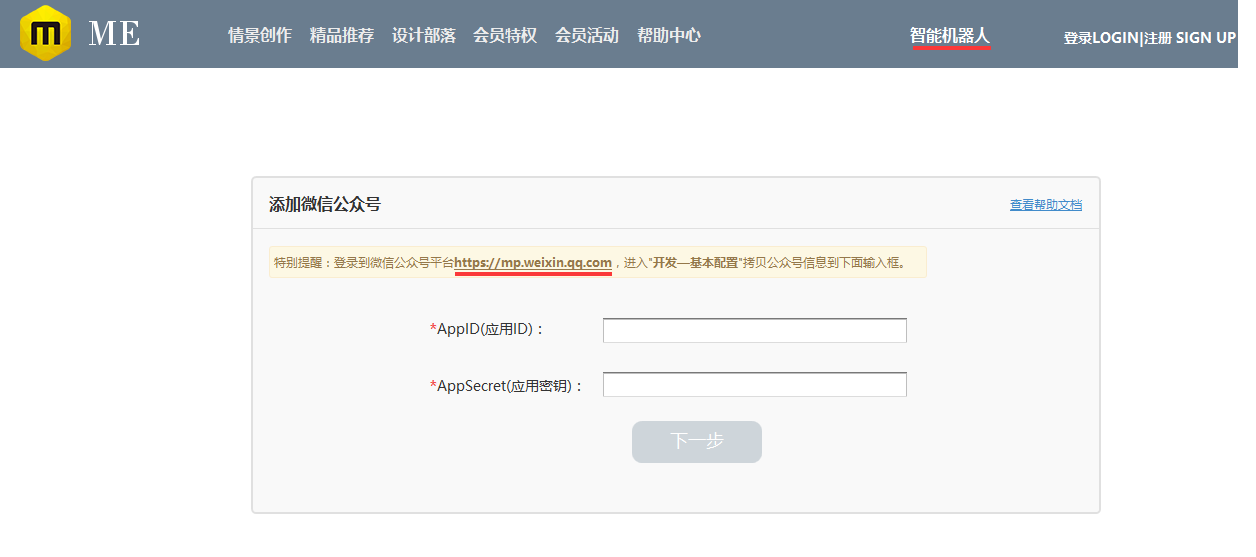 m ME 情景创作 精品推荐 设计部落 会员特权 会员活动 帮助中心 智能机器人 登录LOGIN|注册 SIGN UP
添加微信公众号 查看帮助文档
特别提醒：登录到微信公众号平台https://mp.weixin.qq.com，进入"开发—基本配置"拷贝公众号信息到下面输入框。
*AppID(应用ID)：
*AppSecret(应用密钥)：
下一步